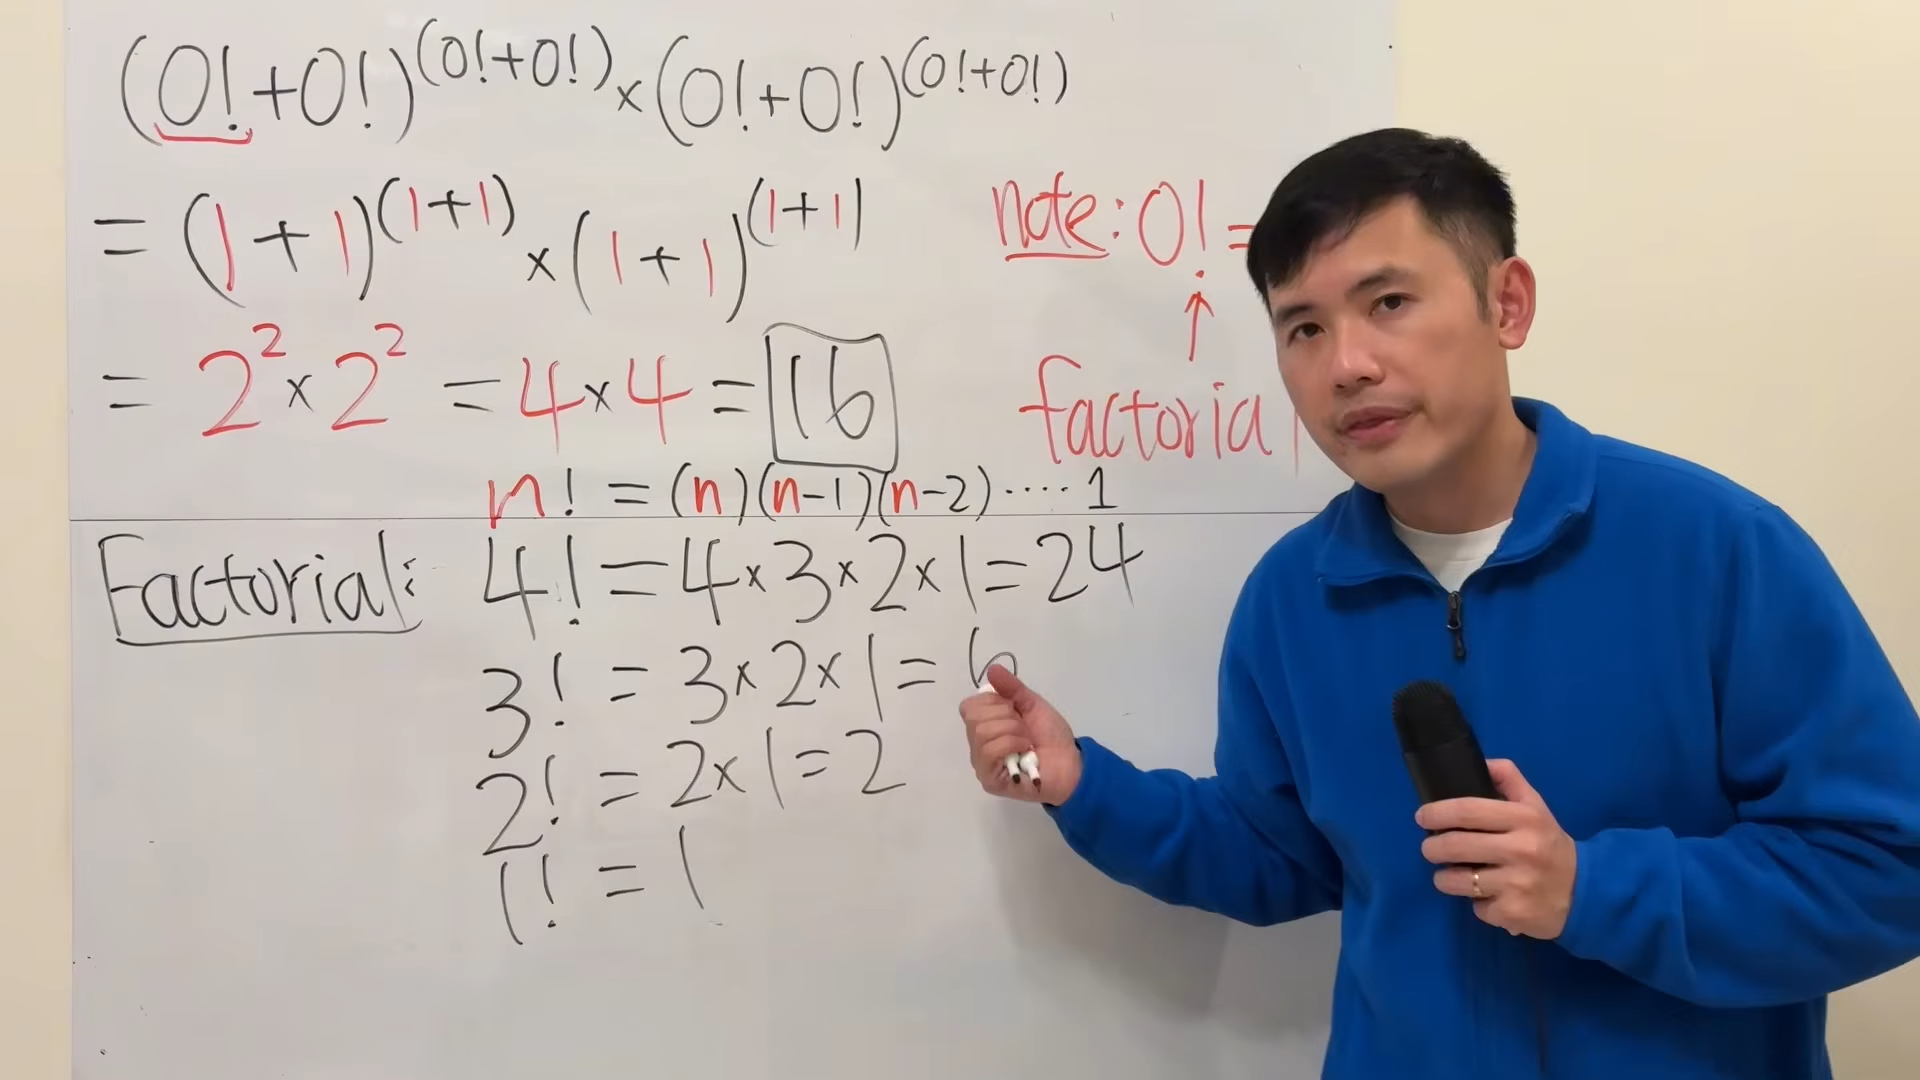 (0!+0!)^(0!+0!) × (0!+0!)^(0!+0!)
= (1+1)^(1+1) × (1+1)^(1+1)
note: 0! =
↑
factorial
= 2² × 2² = 4 × 4 = 16
n! = (n)(n-1)(n-2)····1
Factorial:
4! = 4 × 3 × 2 × 1 = 24
3! = 3 × 2 × 1 = 6
2! = 2 × 1 = 2
1! = 1